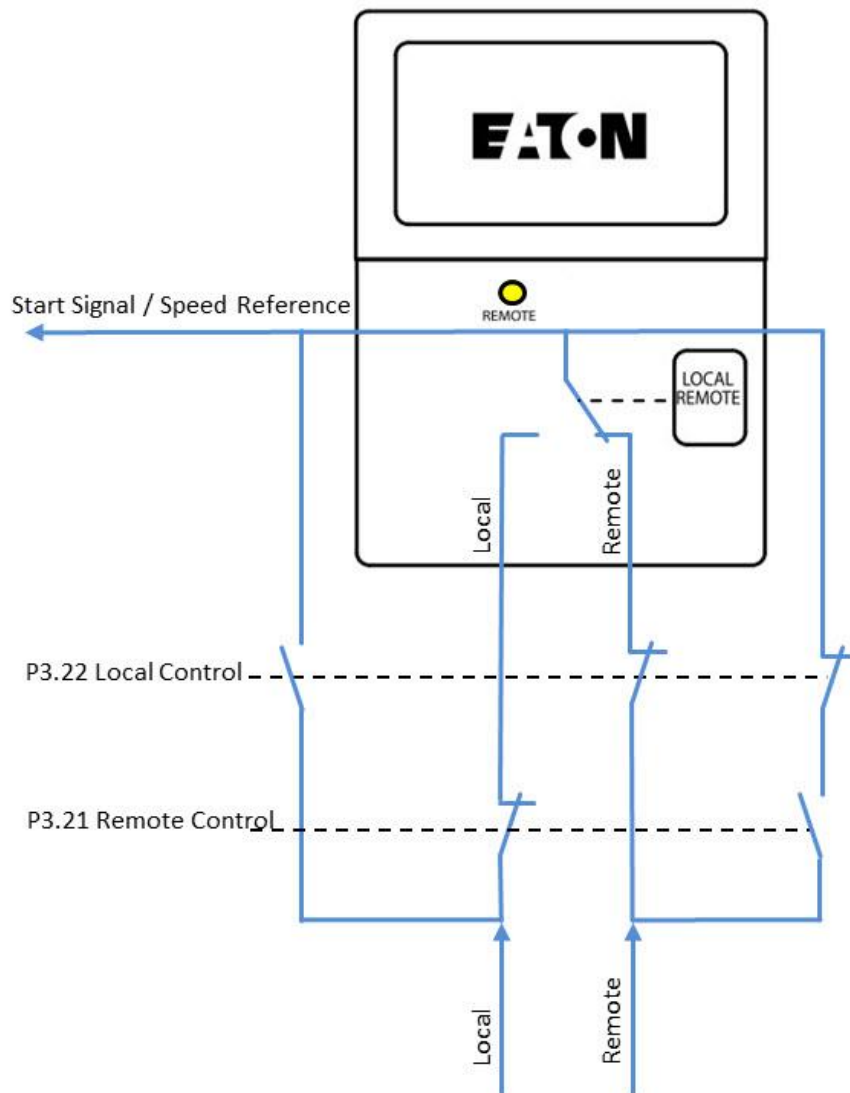 EATON
Start Signal / Speed Reference
REMOTE
LOCAL
REMOTE
Local
Remote
P3.22 Local Control
P3.21 Remote Control
Local
Remote